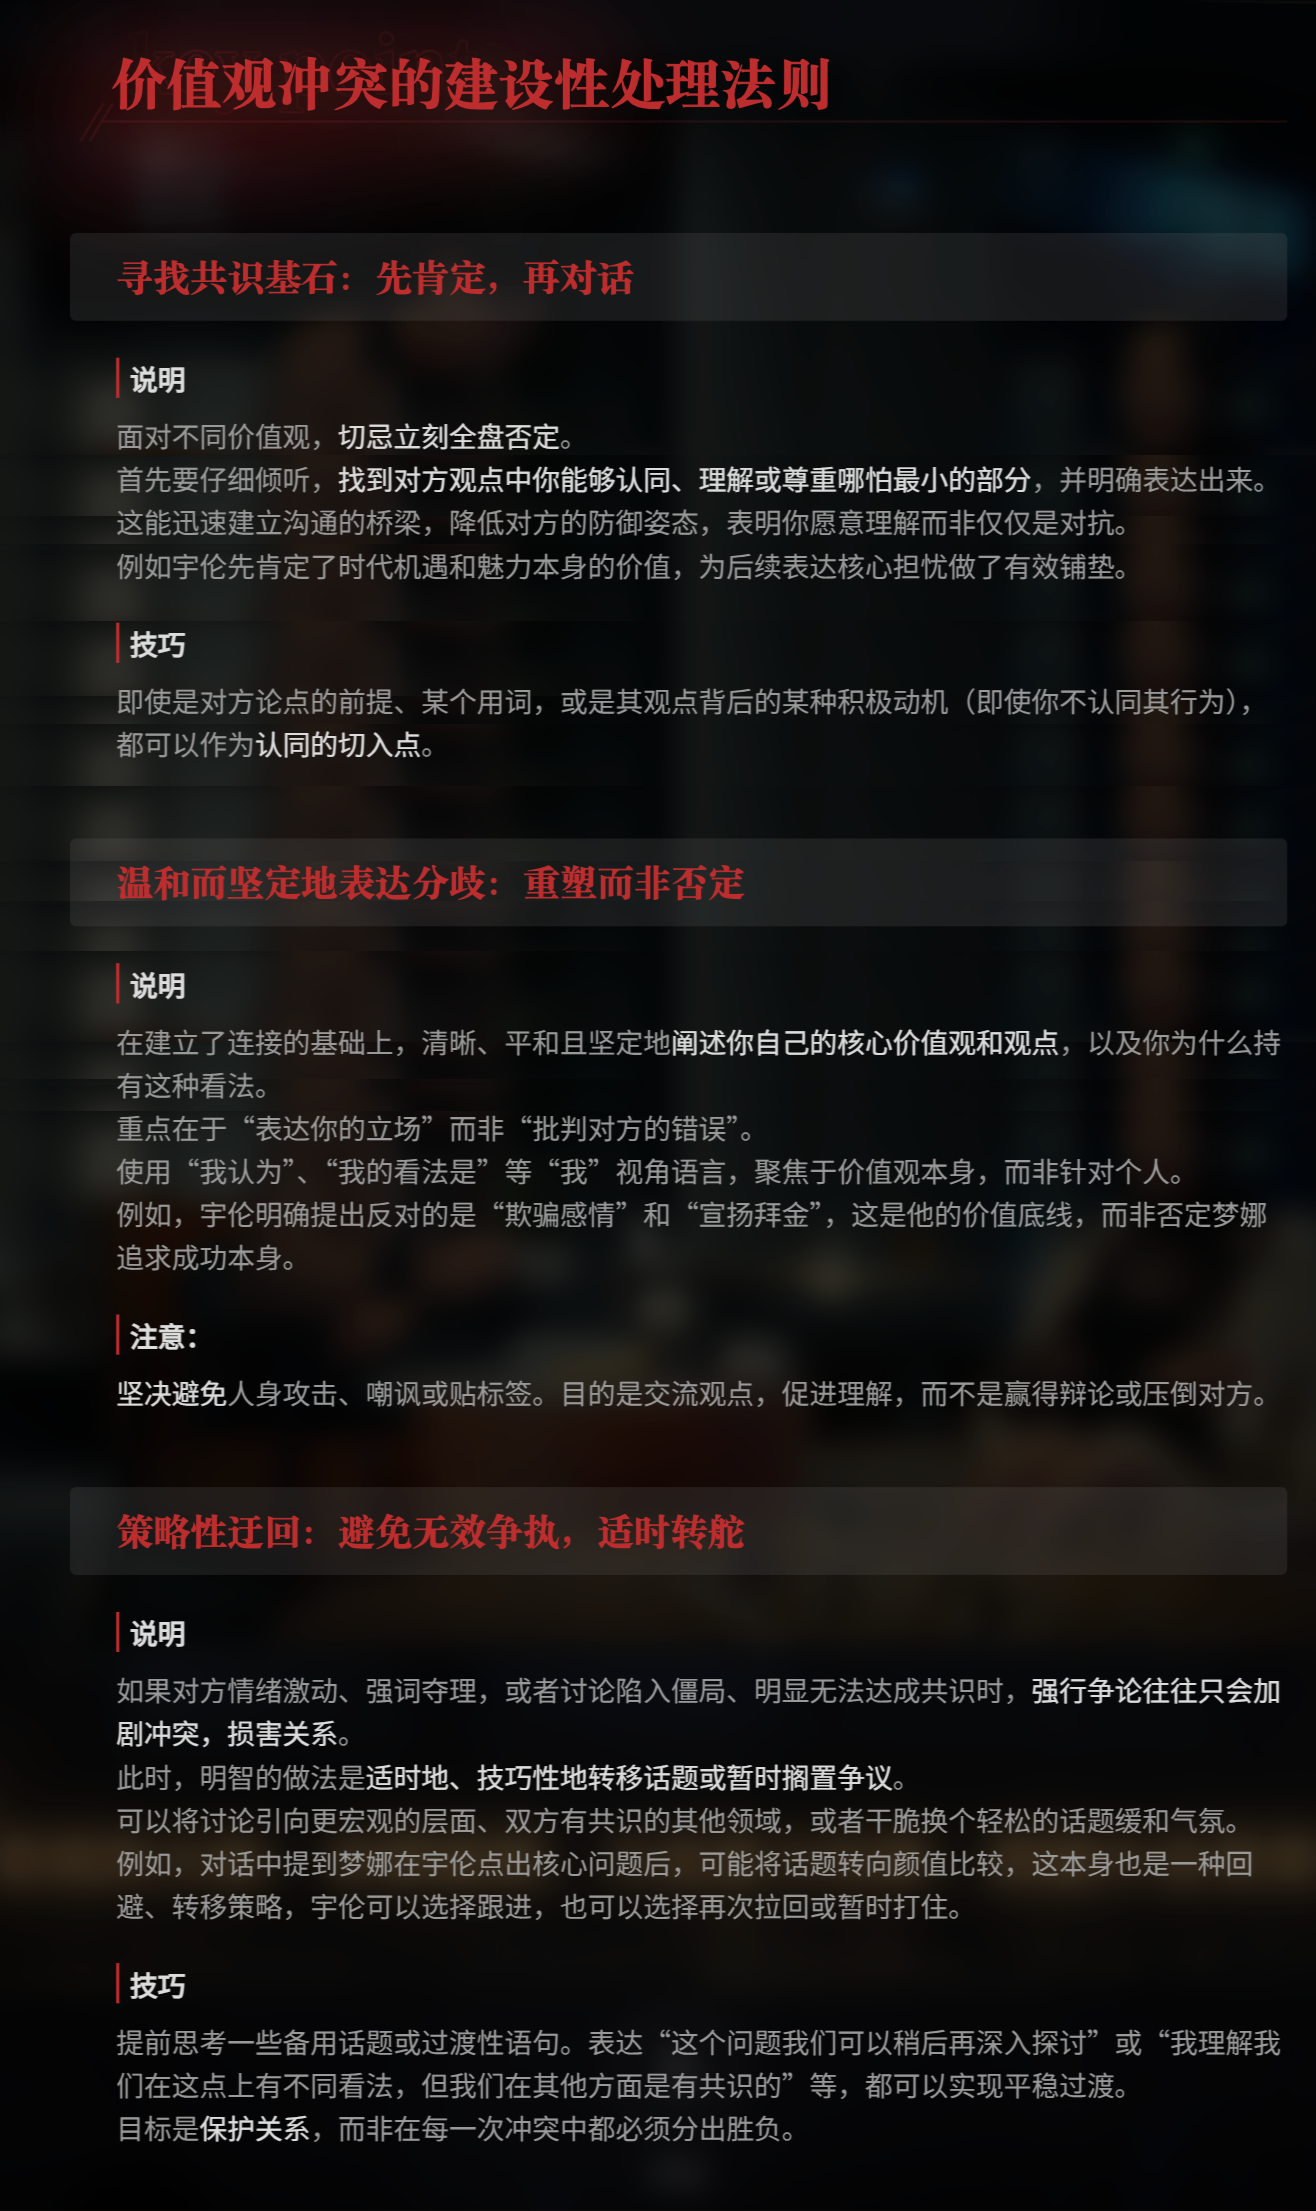 key point
价值观冲突的建设性处理法则
寻找共识基石：先肯定，再对话
说明
面对不同价值观，切忌立刻全盘否定。
首先要仔细倾听，找到对方观点中你能够认同、理解或尊重哪怕最小的部分，并明确表达出来。
这能迅速建立沟通的桥梁，降低对方的防御姿态，表明你愿意理解而非仅仅是对抗。
例如宇伦先肯定了时代机遇和魅力本身的价值，为后续表达核心担忧做了有效铺垫。
技巧
即使是对方论点的前提、某个用词，或是其观点背后的某种积极动机（即使你不认同其行为），
都可以作为认同的切入点。
温和而坚定地表达分歧：重塑而非否定
说明
在建立了连接的基础上，清晰、平和且坚定地阐述你自己的核心价值观和观点，以及你为什么持
有这种看法。
重点在于“表达你的立场”而非“批判对方的错误”。
使用“我认为”、“我的看法是”等“我”视角语言，聚焦于价值观本身，而非针对个人。
例如，宇伦明确提出反对的是“欺骗感情”和“宣扬拜金”，这是他的价值底线，而非否定梦娜
追求成功本身。
注意：
坚决避免人身攻击、嘲讽或贴标签。目的是交流观点，促进理解，而不是赢得辩论或压倒对方。
策略性迂回：避免无效争执，适时转舵
说明
如果对方情绪激动、强词夺理，或者讨论陷入僵局、明显无法达成共识时，强行争论往往只会加
剧冲突，损害关系。
此时，明智的做法是适时地、技巧性地转移话题或暂时搁置争议。
可以将讨论引向更宏观的层面、双方有共识的其他领域，或者干脆换个轻松的话题缓和气氛。
例如，对话中提到梦娜在宇伦点出核心问题后，可能将话题转向颜值比较，这本身也是一种回
避、转移策略，宇伦可以选择跟进，也可以选择再次拉回或暂时打住。
技巧
提前思考一些备用话题或过渡性语句。表达“这个问题我们可以稍后再深入探讨”或“我理解我
们在这点上有不同看法，但我们在其他方面是有共识的”等，都可以实现平稳过渡。
目标是保护关系，而非在每一次冲突中都必须分出胜负。